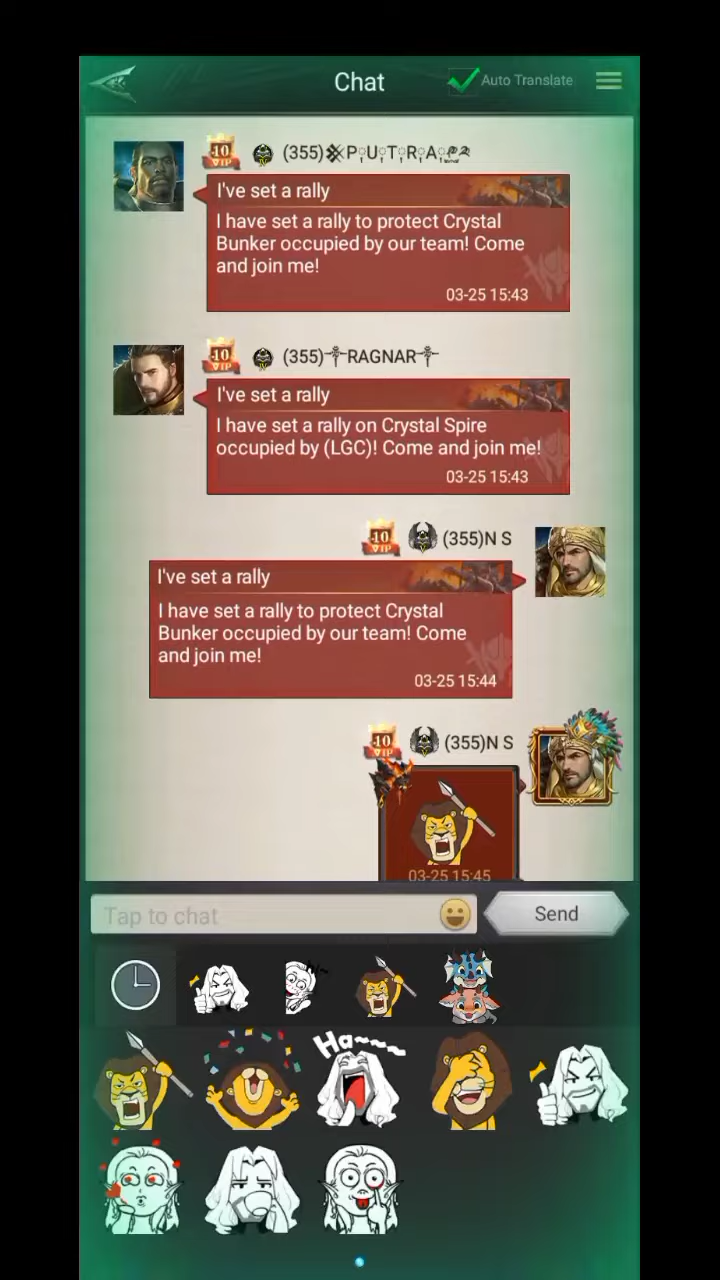 Chat
Auto Translate
10
VIP
(355)※P¦U¦T¦R¦A¦
I've set a rally
I have set a rally to protect Crystal
Bunker occupied by our team! Come
and join me!
03-25 15:43
10
VIP
(355)RAGNAR
I've set a rally
I have set a rally on Crystal Spire
occupied by (LGC)! Come and join me!
03-25 15:43
10
VIP
(355)N S
I've set a rally
I have set a rally to protect Crystal
Bunker occupied by our team! Come
and join me!
03-25 15:44
10
VIP
(355)N S
03-25 15:45
Tap to chat
Send
Hi~
Ha~~~~